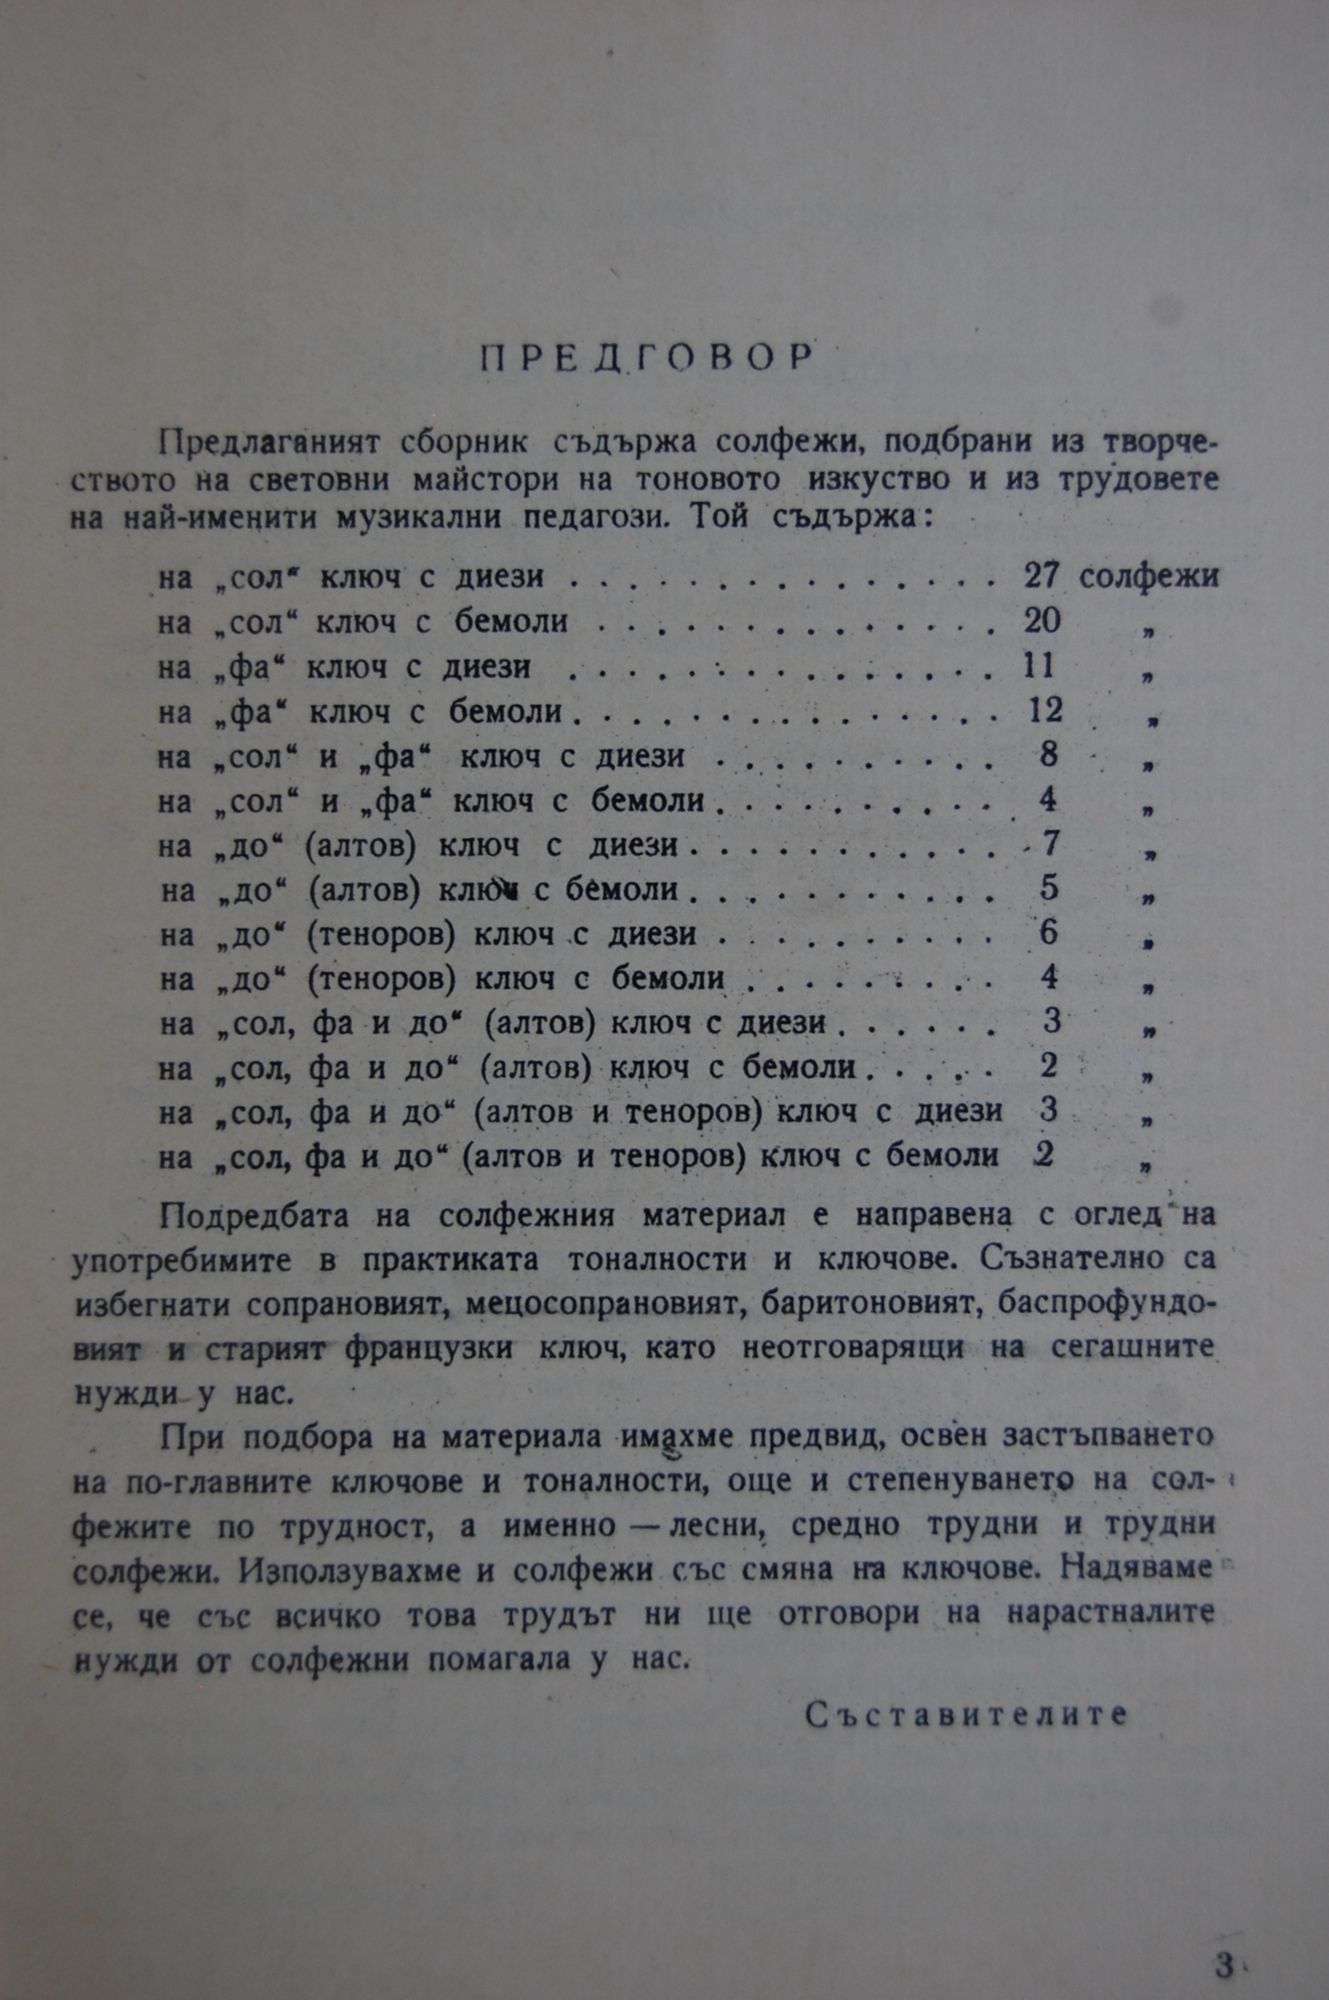 ПРЕДГОВОР
Предлаганият сборник съдържа солфежи, подбрани из творче-
ството на световни майстори на тоновото изкуство и из трудовете
на най-именити музикални педагози. Той съдържа:
на „сол“ ключ с диези . . . . . . . . . . . . . . . 27 солфежи
на „сол“ ключ с бемоли . . . . . . . . . . . . . . 20 „
на „фа“ ключ с диези . . . . . . . . . . . . . . . 11 „
на „фа“ ключ с бемоли . . . . . . . . . . . . . . . 12 „
на „сол“ и „фа“ ключ с диези . . . . . . . . . . 8 „
на „сол“ и „фа“ ключ с бемоли . . . . . . . . . . 4 „
на „до“ (алтов) ключ с диези . . . . . . . . . . . 7 „
на „до“ (алтов) ключ с бемоли . . . . . . . . . . . 5 „
на „до“ (теноров) ключ с диези . . . . . . . . . . 6 „
на „до“ (теноров) ключ с бемоли . . . . . . . . . 4 „
на „сол, фа и до“ (алтов) ключ с диези . . . . . . 3 „
на „сол, фа и до“ (алтов) ключ с бемоли . . . . . 2 „
на „сол, фа и до“ (алтов и теноров) ключ с диези 3 „
на „сол, фа и до“ (алтов и теноров) ключ с бемоли 2 „
Подредбата на солфежния материал е направена с оглед на
употребимите в практиката тоналности и ключове. Съзнателно са
избегнати сопрановият, мецосопрановият, баритоновият, баспрофундо-
вият и старият французки ключ, като неотговарящи на сегашните
нужди у нас.
При подбора на материала имахме предвид, освен застъпването
на по-главните ключове и тоналности, още и степенуването на сол-
фежите по трудност, а именно — лесни, средно трудни и трудни
солфежи. Използувахме и солфежи със смяна на ключове. Надяваме
се, че със всичко това трудът ни ще отговори на нарастналите
нужди от солфежни помагала у нас.
Съставителите
3